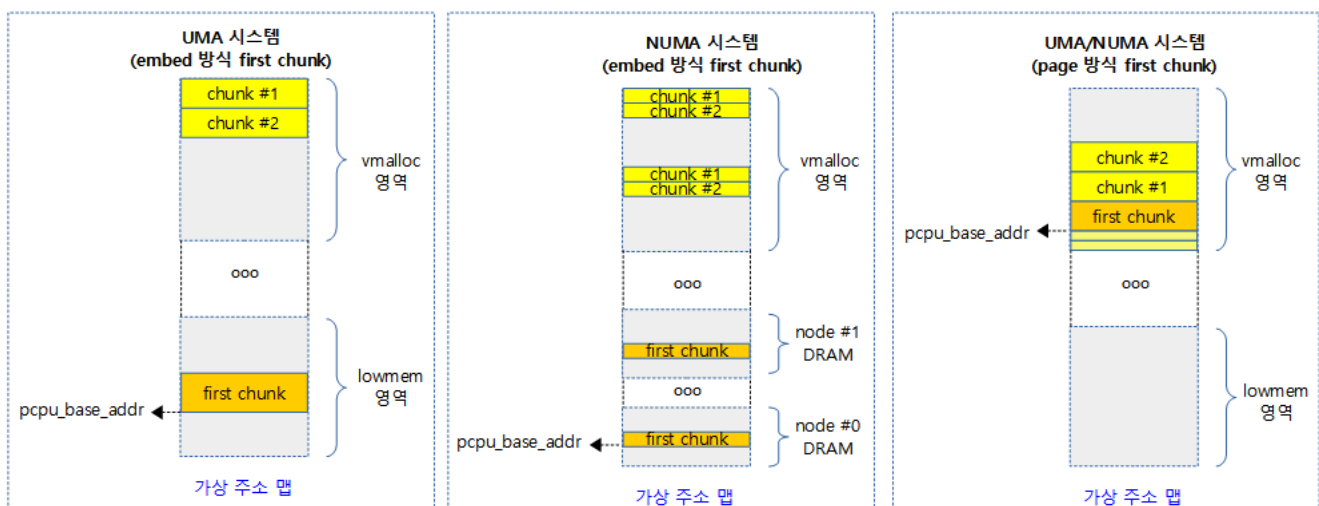 UMA 시스템
(embed 방식 first chunk)
chunk #1
chunk #2
vmalloc
영역
ooo
first chunk
lowmem
영역
pcpu_base_addr
가상 주소 맵
NUMA 시스템
(embed 방식 first chunk)
chunk #1
chunk #2
chunk #1
chunk #2
vmalloc
영역
ooo
node #1
DRAM
first chunk
ooo
node #0
DRAM
first chunk
pcpu_base_addr
가상 주소 맵
UMA/NUMA 시스템
(page 방식 first chunk)
chunk #2
chunk #1
first chunk
vmalloc
영역
pcpu_base_addr
ooo
lowmem
영역
가상 주소 맵